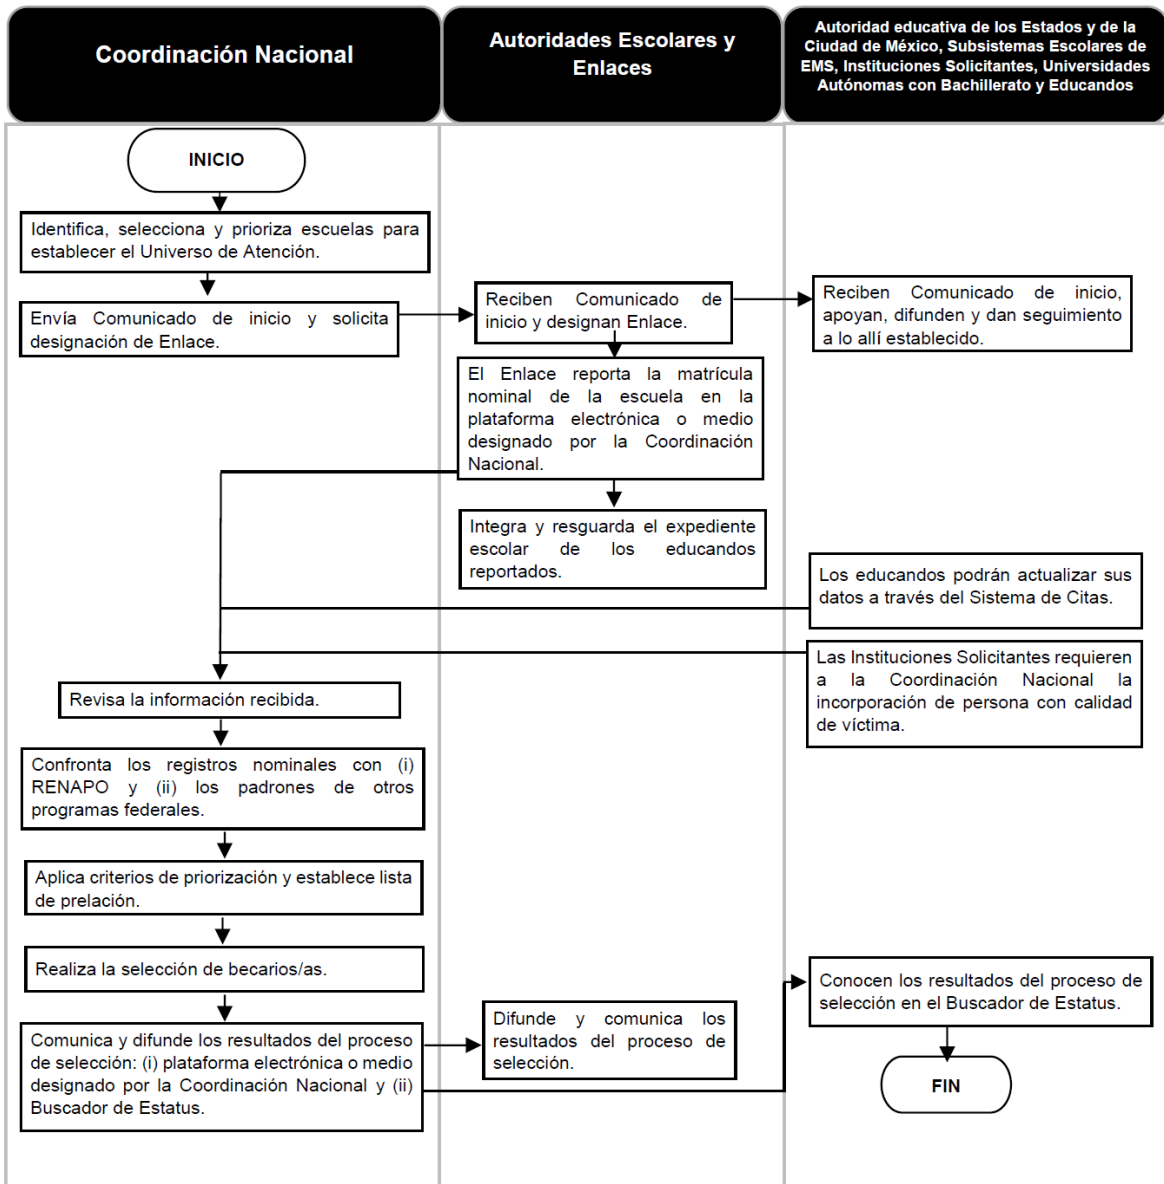 Coordinación Nacional
Autoridades Escolares y
Enlaces
Autoridad educativa de los Estados y de la
Ciudad de México, Subsistemas Escolares de
EMS, Instituciones Solicitantes, Universidades
Autónomas con Bachillerato y Educandos
INICIO
Identifica, selecciona y prioriza escuelas para
establecer el Universo de Atención.
Envía Comunicado de inicio y solicita
designación de Enlace.
Reciben Comunicado de
inicio y designan Enlace.
Reciben Comunicado de inicio,
apoyan, difunden y dan seguimiento
a lo allí establecido.
El Enlace reporta la matrícula
nominal de la escuela en la
plataforma electrónica o medio
designado por la Coordinación
Nacional.
Integra y resguarda el expediente
escolar de los educandos
reportados.
Los educandos podrán actualizar sus
datos a través del Sistema de Citas.
Las Instituciones Solicitantes requieren
a la Coordinación Nacional la
incorporación de persona con calidad
de víctima.
Revisa la información recibida.
Confronta los registros nominales con (i)
RENAPO y (ii) los padrones de otros
programas federales.
Aplica criterios de priorización y establece lista
de prelación.
Realiza la selección de becarios/as.
Comunica y difunde los resultados del proceso
de selección: (i) plataforma electrónica o medio
designado por la Coordinación Nacional y (ii)
Buscador de Estatus.
Difunde y comunica los
resultados del proceso de
selección.
Conocen los resultados del proceso de
selección en el Buscador de Estatus.
FIN